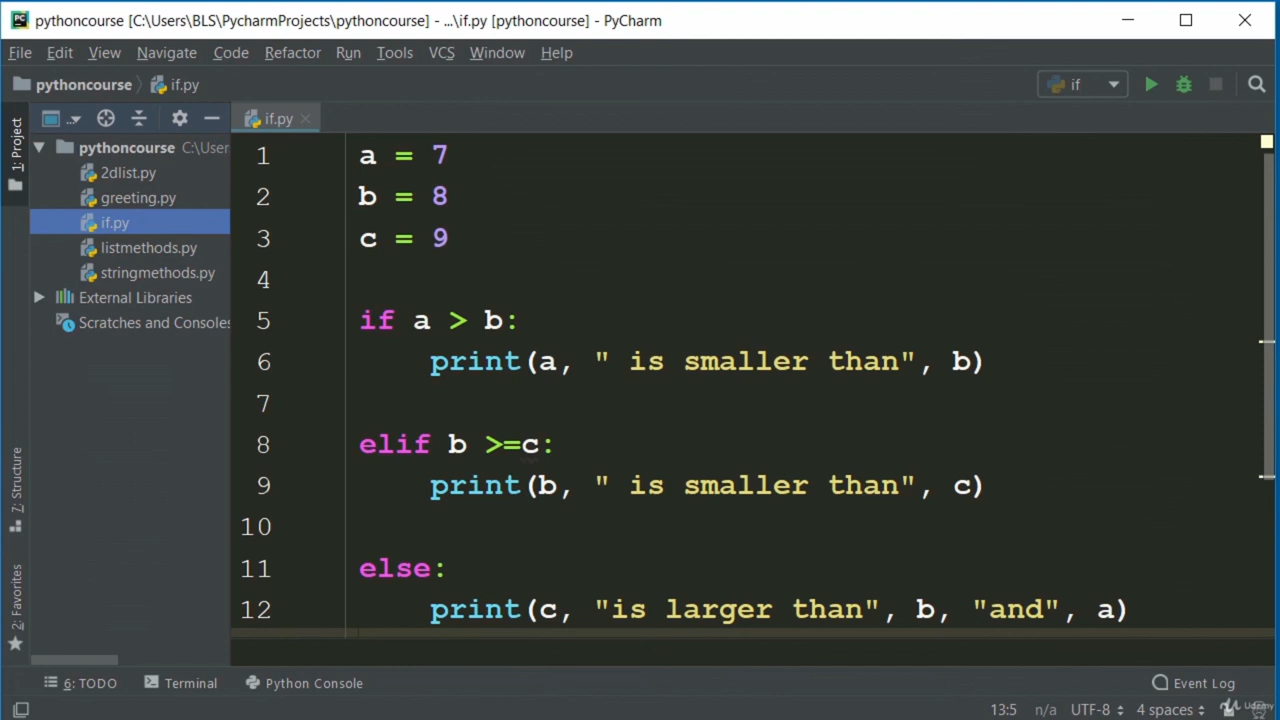 PC pythoncourse [C:\Users\BLS\PycharmProjects\pythoncourse] - ...\if.py [pythoncourse] - PyCharm
File Edit View Navigate Code Refactor Run Tools VCS Window Help
pythoncourse if.py if
.. if.py
1: Project
pythoncourse C:\User
2dlist.py
greeting.py
if.py
listmethods.py
stringmethods.py
External Libraries
Scratches and Consoles
7: Structure
2: Favorites
1 a = 7
2 b = 8
3 c = 9
4
5 if a > b:
6 print(a, " is smaller than", b)
7
8 elif b >=c:
9 print(b, " is smaller than", c)
10
11 else:
12 print(c, "is larger than", b, "and", a)
6: TODO Terminal Python Console Event Log
13:5 n/a UTF-8 4 spaces Udemy